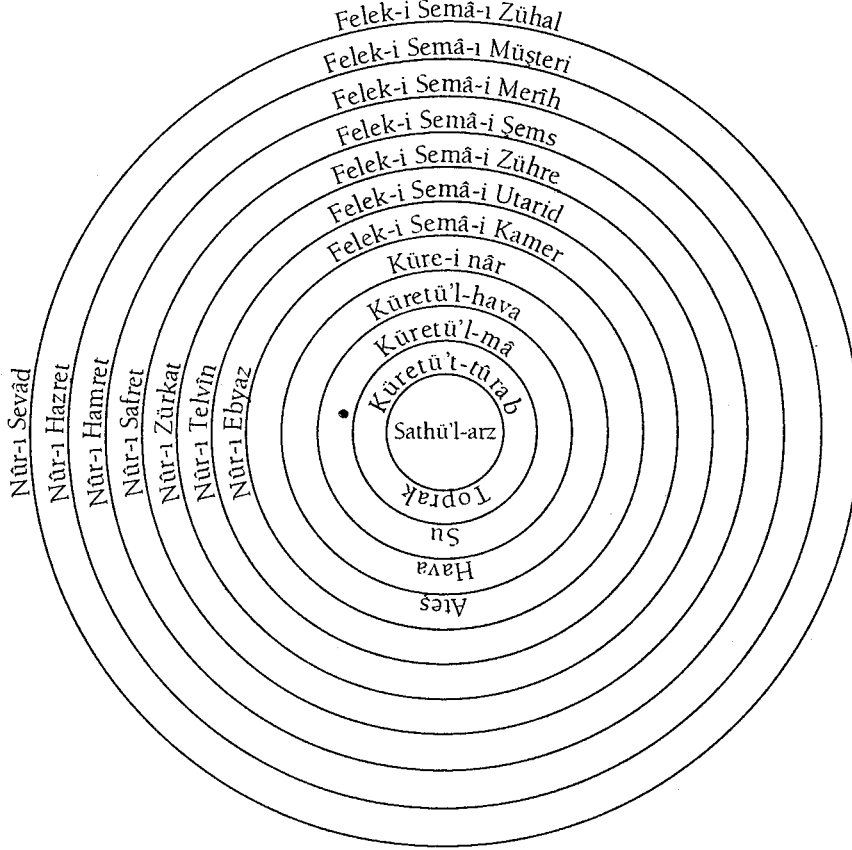 Felek-i Semâ-ı Zühal
Felek-i Semâ-ı Müşteri
Felek-i Semâ-i Merîh
Felek-i Semâ-i Şems
Felek-i Semâ-i Zühre
Felek-i Semâ-i Utarid
Felek-i Semâ-i Kamer
Küre-i nâr
Küretü'l-hava
Küretü'l-mâ
Küretü't-tûrab
Sathü'l-arz
Toprak
Su
Hava
Ateş
Nûr-ı Sevâd
Nûr-ı Hazret
Nûr-ı Hamret
Nûr-ı Safret
Nûr-ı Zürkat
Nûr-ı Telvîn
Nûr-ı Ebyaz